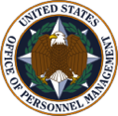 UNITED STATES
OFFICE OF PERSONNEL MANAGEMENT